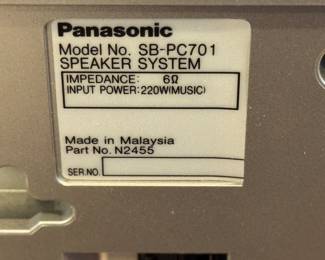 Panasonic
Model No. SB-PC701
SPEAKER SYSTEM
IMPEDANCE: 6Ω
INPUT POWER: 220W(MUSIC)
Made in Malaysia
Part No. N2455
SER.NO.